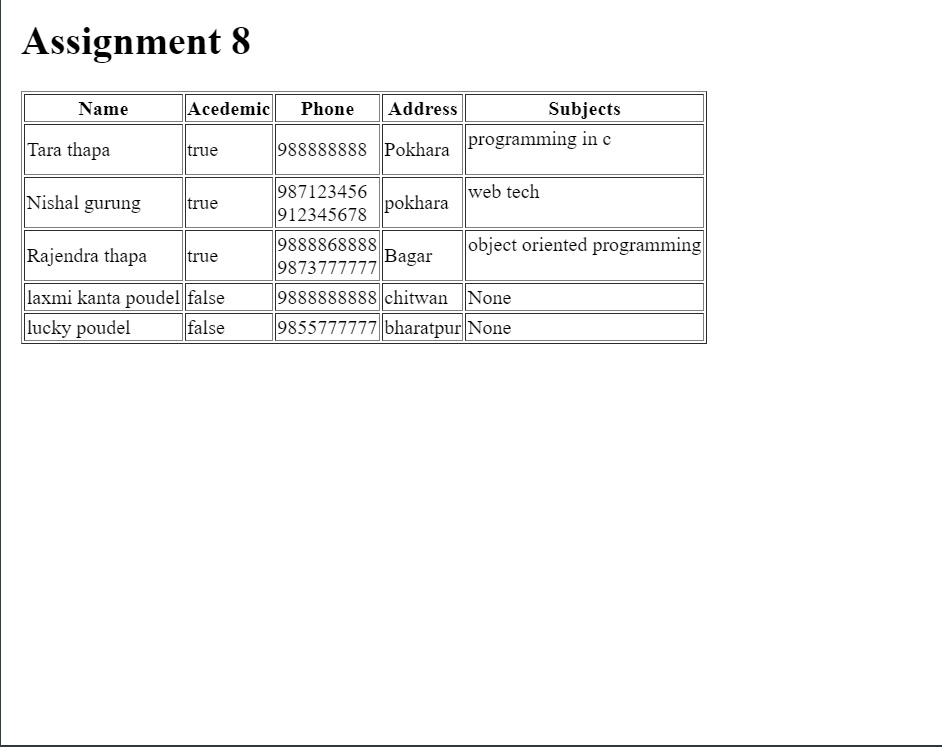 Assignment 8
Name Acedemic Phone Address Subjects
Tara thapa true 988888888 Pokhara programming in c
Nishal gurung true 987123456 912345678 pokhara web tech
Rajendra thapa true 9888868888 9873777777 Bagar object oriented programming
laxmi kanta poudel false 9888888888 chitwan None
lucky poudel false 9855777777 bharatpur None